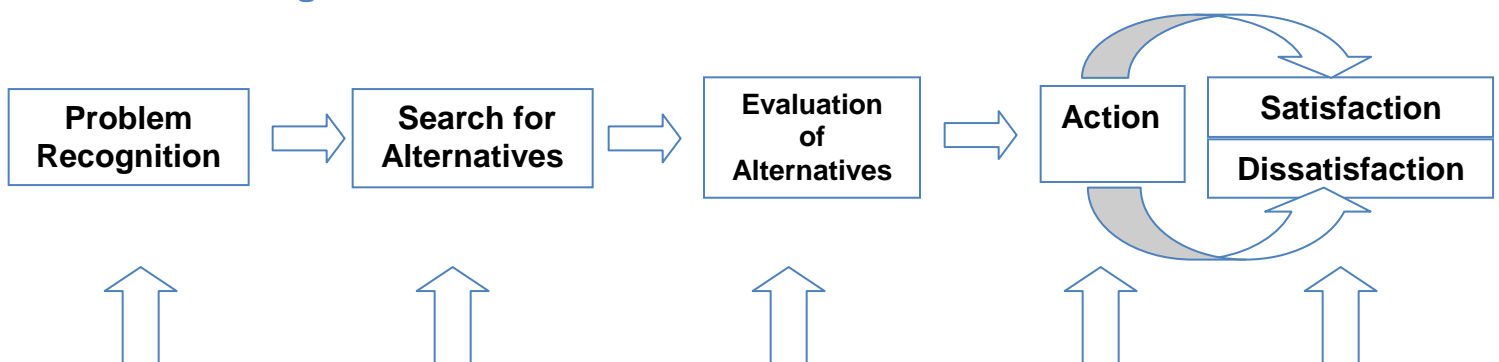 Problem
Recognition
Search for
Alternatives
Evaluation
of
Alternatives
Action
Satisfaction
Dissatisfaction